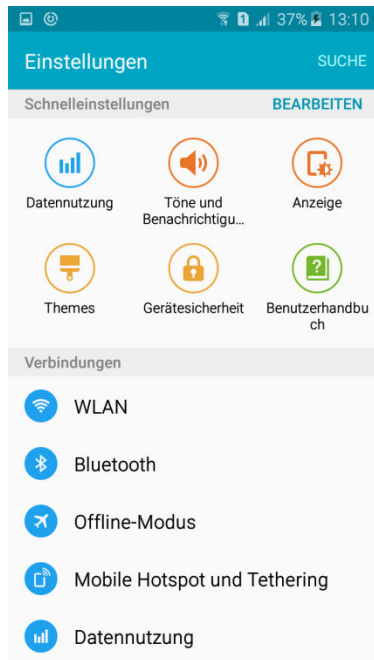 1 37% 13:10
Einstellungen SUCHE
Schnelleinstellungen BEARBEITEN
Datennutzung Töne und Benachrichtigu... Anzeige
Themes Gerätesicherheit Benutzerhandbu
ch
Verbindungen
WLAN
Bluetooth
Offline-Modus
Mobile Hotspot und Tethering
Datennutzung